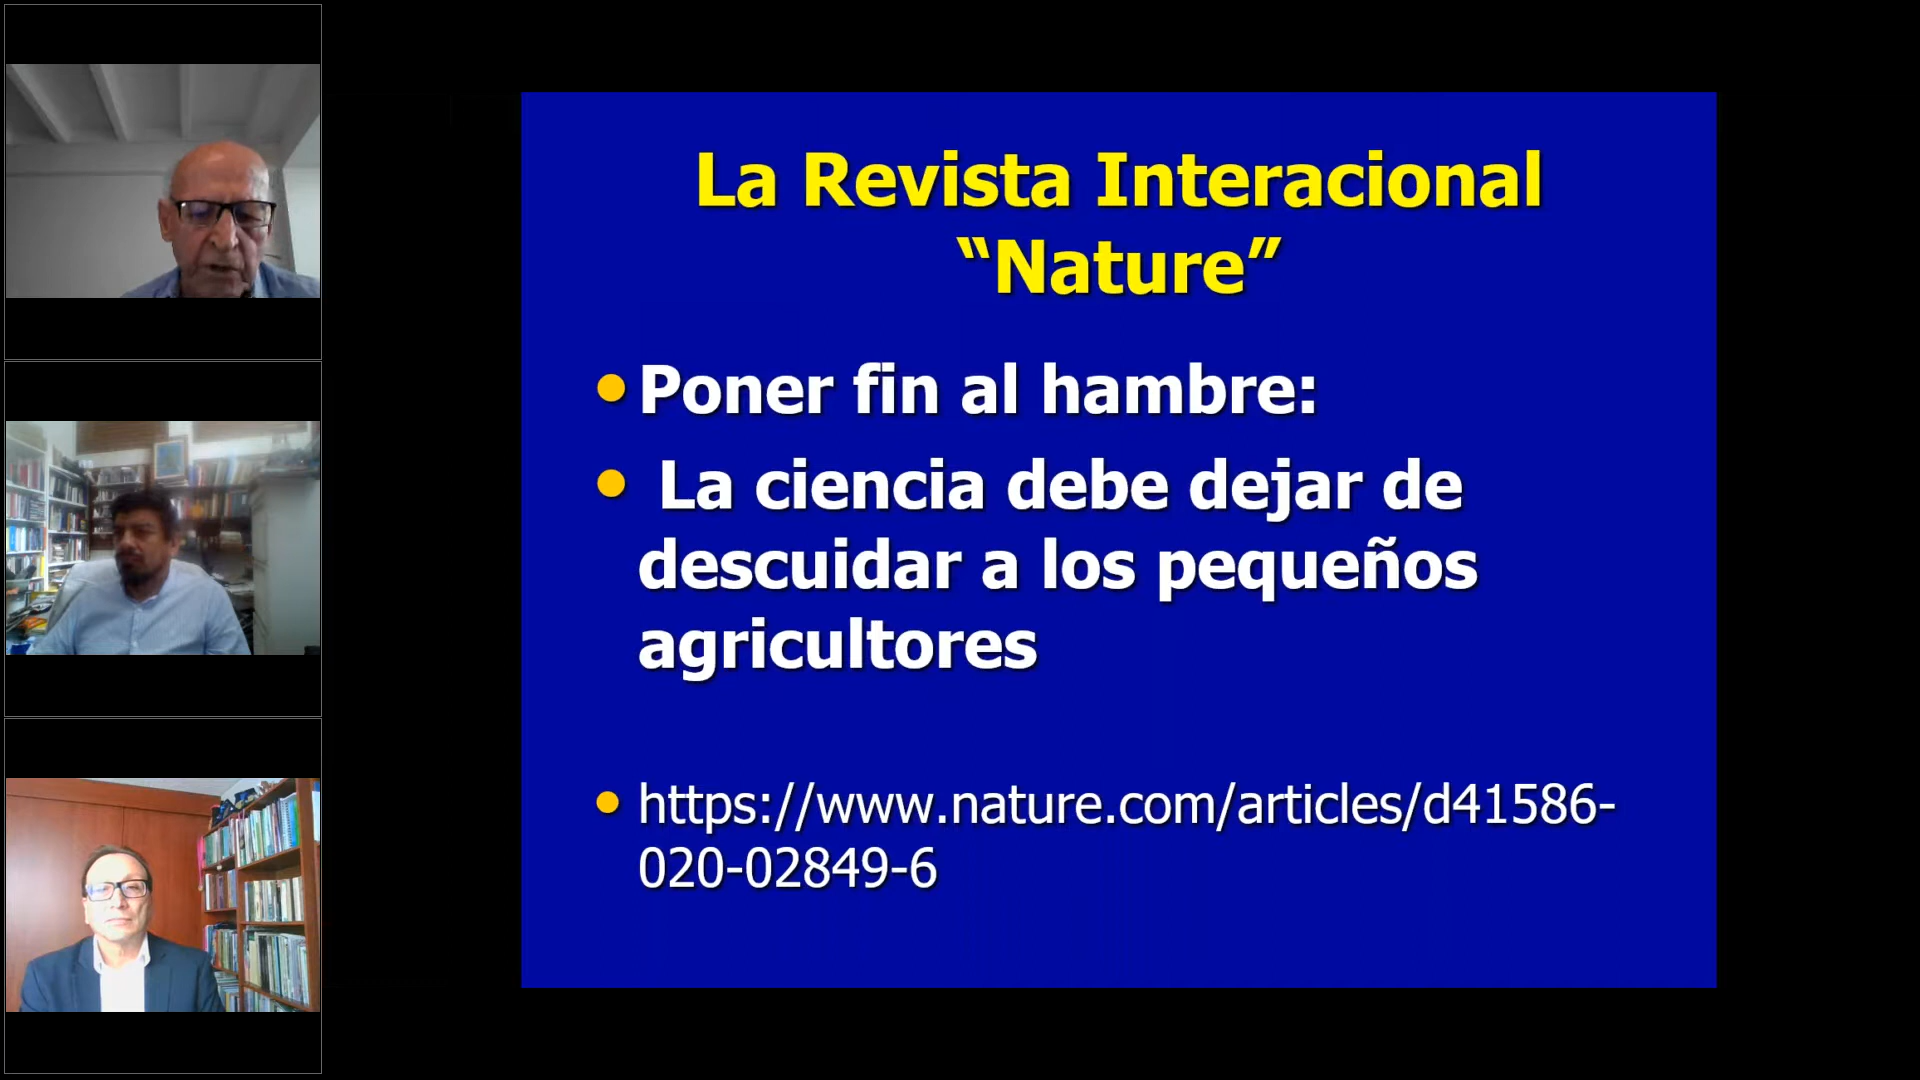 La Revista Interacional
“Nature”
Poner fin al hambre:
La ciencia debe dejar de
descuidar a los pequeños
agricultores
https://www.nature.com/articles/d41586-
020-02849-6